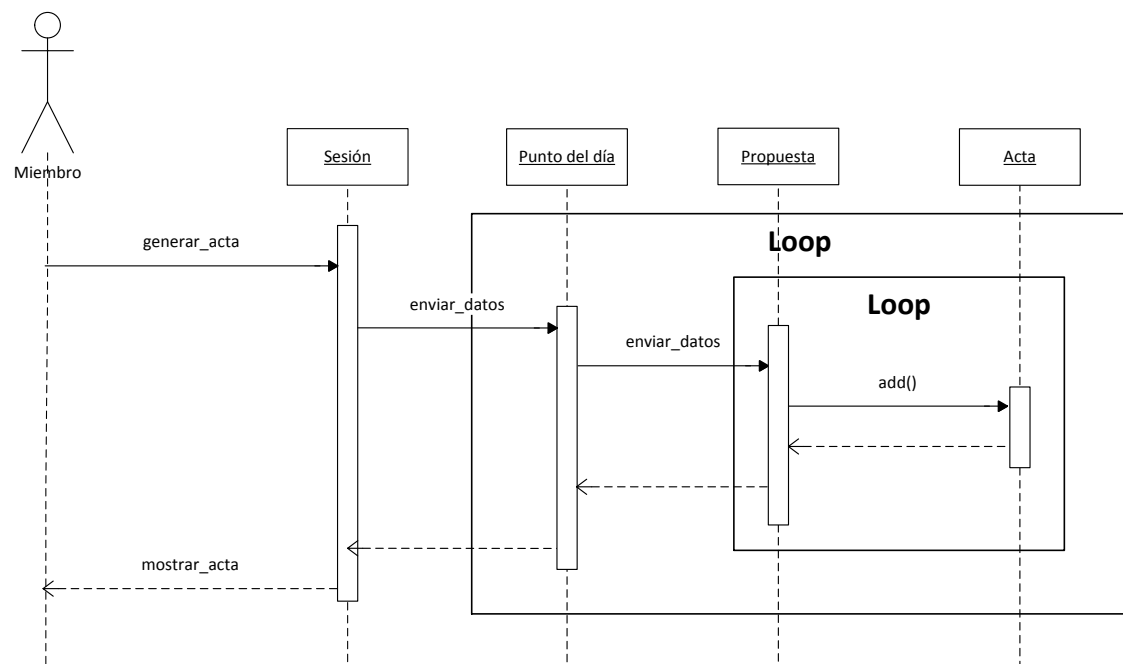 Miembro
Sesión
Punto del día
Propuesta
Acta
Loop
generar_acta
Loop
enviar_datos
enviar_datos
add()
mostrar_acta